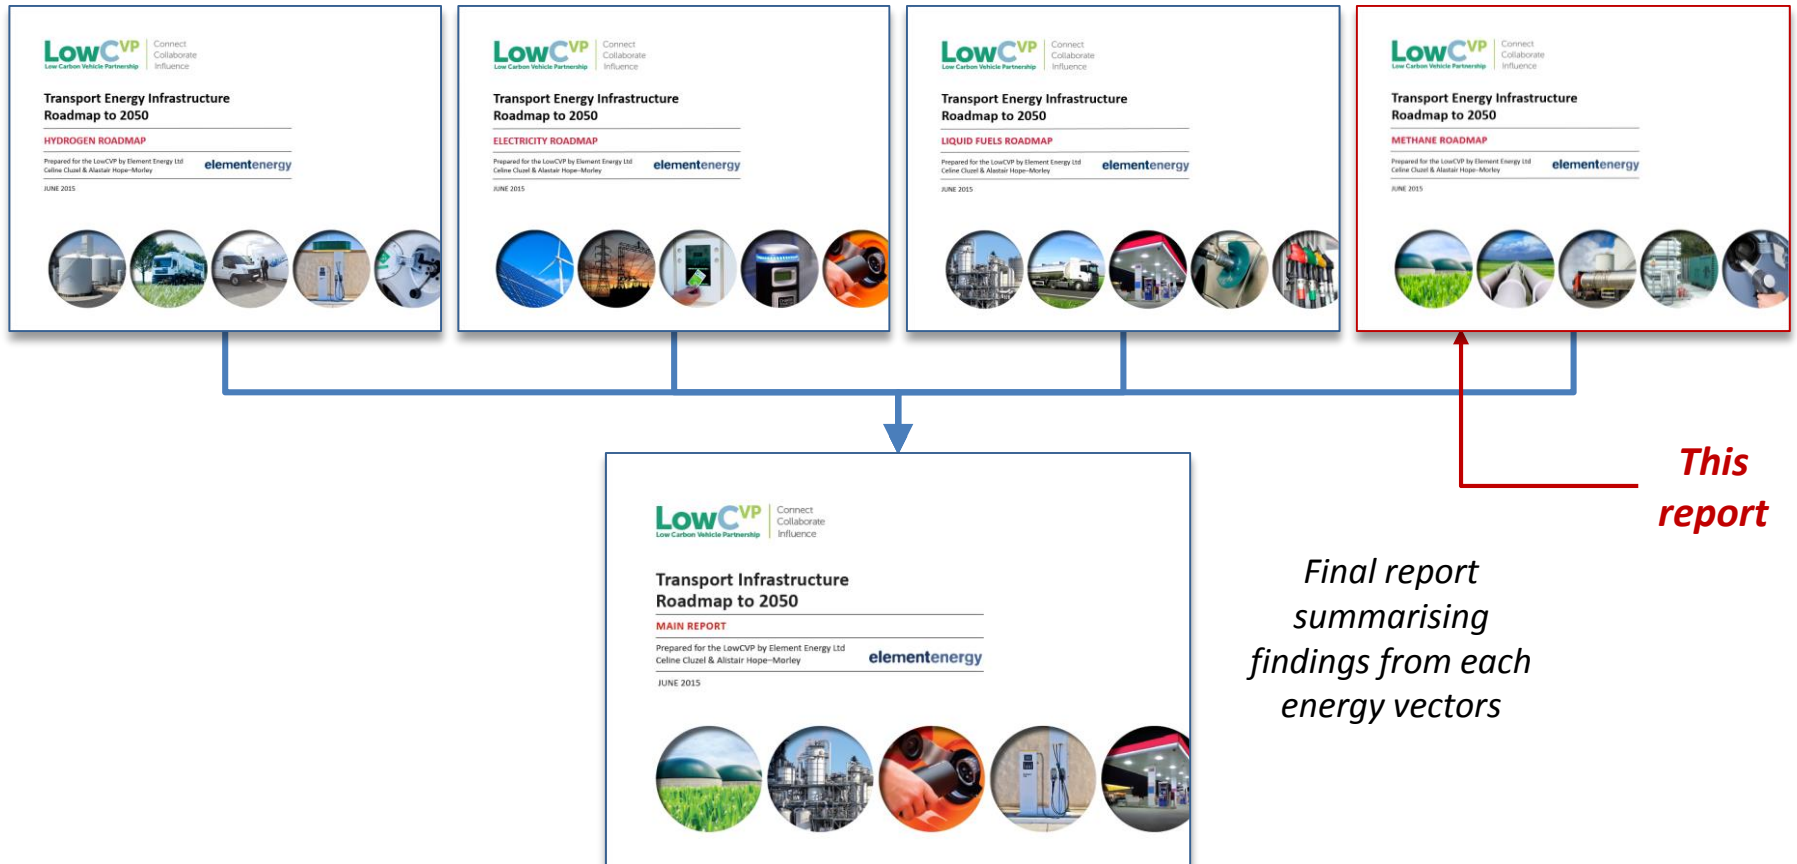 LowCVP
Low Carbon Vehicle Partnership
Connect
Collaborate
Influence
Transport Energy Infrastructure
Roadmap to 2050
HYDROGEN ROADMAP
Prepared for the LowCVP by Element Energy Ltd
Celine Cluzel & Alastair Hope-Morley
elementenergy
JUNE 2015
LowCVP
Low Carbon Vehicle Partnership
Connect
Collaborate
Influence
Transport Energy Infrastructure
Roadmap to 2050
ELECTRICITY ROADMAP
Prepared for the LowCVP by Element Energy Ltd
Celine Cluzel & Alastair Hope-Morley
elementenergy
JUNE 2015
LowCVP
Low Carbon Vehicle Partnership
Connect
Collaborate
Influence
Transport Energy Infrastructure
Roadmap to 2050
LIQUID FUELS ROADMAP
Prepared for the LowCVP by Element Energy Ltd
Celine Cluzel & Alastair Hope-Morley
elementenergy
JUNE 2015
LowCVP
Low Carbon Vehicle Partnership
Connect
Collaborate
Influence
Transport Energy Infrastructure
Roadmap to 2050
METHANE ROADMAP
Prepared for the LowCVP by Element Energy Ltd
Celine Cluzel & Alastair Hope-Morley
elementenergy
JUNE 2015
This
report
LowCVP
Low Carbon Vehicle Partnership
Connect
Collaborate
Influence
Transport Infrastructure
Roadmap to 2050
MAIN REPORT
Prepared for the LowCVP by Element Energy Ltd
Celine Cluzel & Alistair Hope-Morley
elementenergy
JUNE 2015
Final report
summarising
findings from each
energy vectors